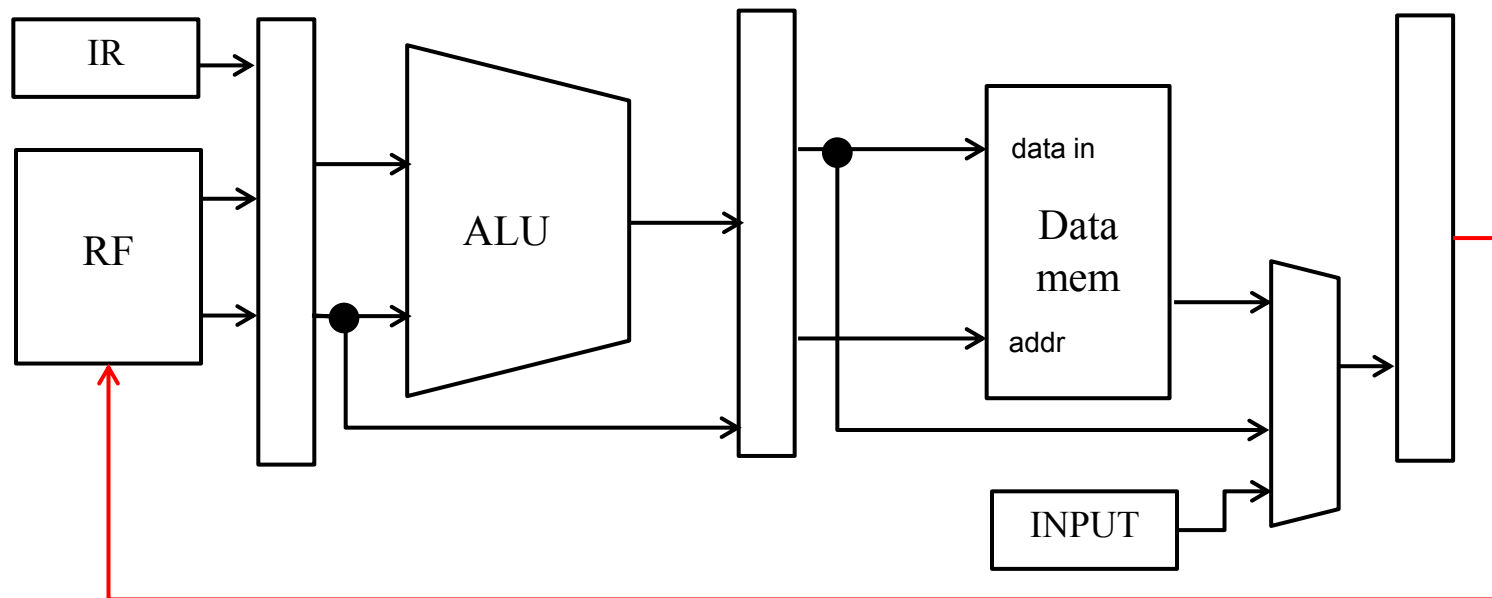 IR
RF
ALU
data in
Data
mem
addr
INPUT